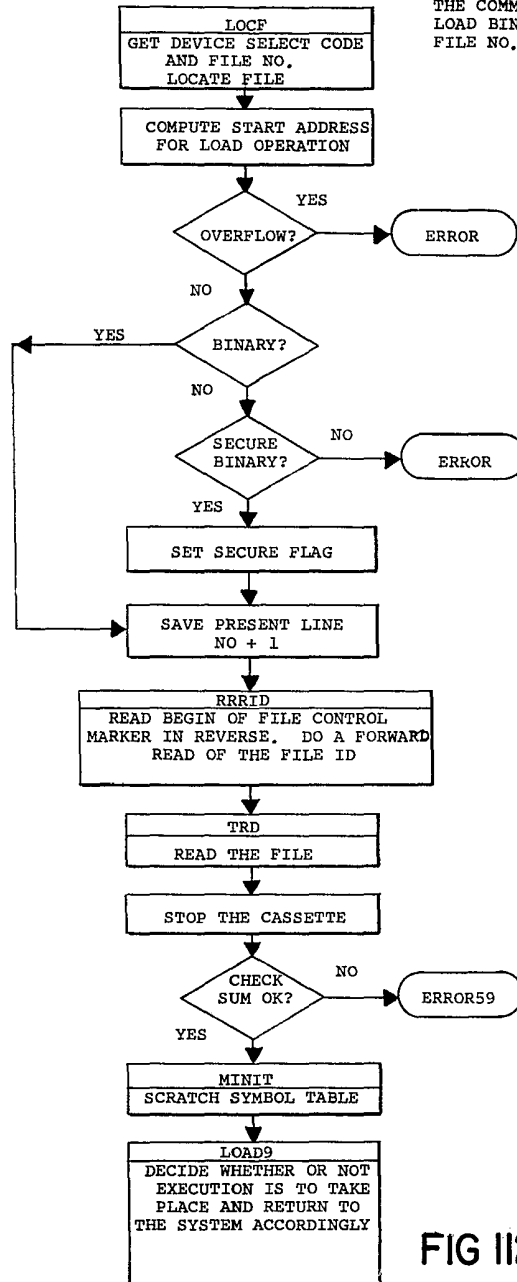 THE COMM
LOAD BIN
FILE NO.
LOCF
GET DEVICE SELECT CODE
AND FILE NO.
LOCATE FILE
COMPUTE START ADDRESS
FOR LOAD OPERATION
YES
OVERFLOW?
ERROR
NO
YES
BINARY?
NO
SECURE
BINARY?
NO
ERROR
YES
SET SECURE FLAG
SAVE PRESENT LINE
NO + 1
RRRID
READ BEGIN OF FILE CONTROL
MARKER IN REVERSE. DO A FORWARD
READ OF THE FILE ID
TRD
READ THE FILE
STOP THE CASSETTE
CHECK
SUM OK?
NO
ERROR59
YES
MINIT
SCRATCH SYMBOL TABLE
LOAD9
DECIDE WHETHER OR NOT
EXECUTION IS TO TAKE
PLACE AND RETURN TO
THE SYSTEM ACCORDINGLY
FIG